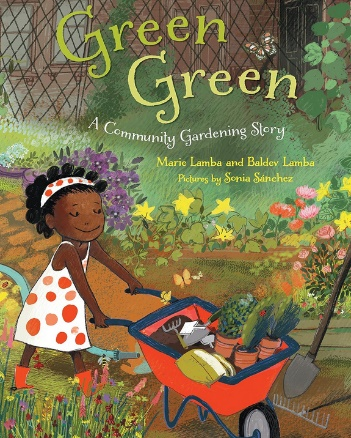 Green
Green
A Community Gardening Story
Marie Lamba and Baldev Lamba
Pictures by Sonia Sánchez